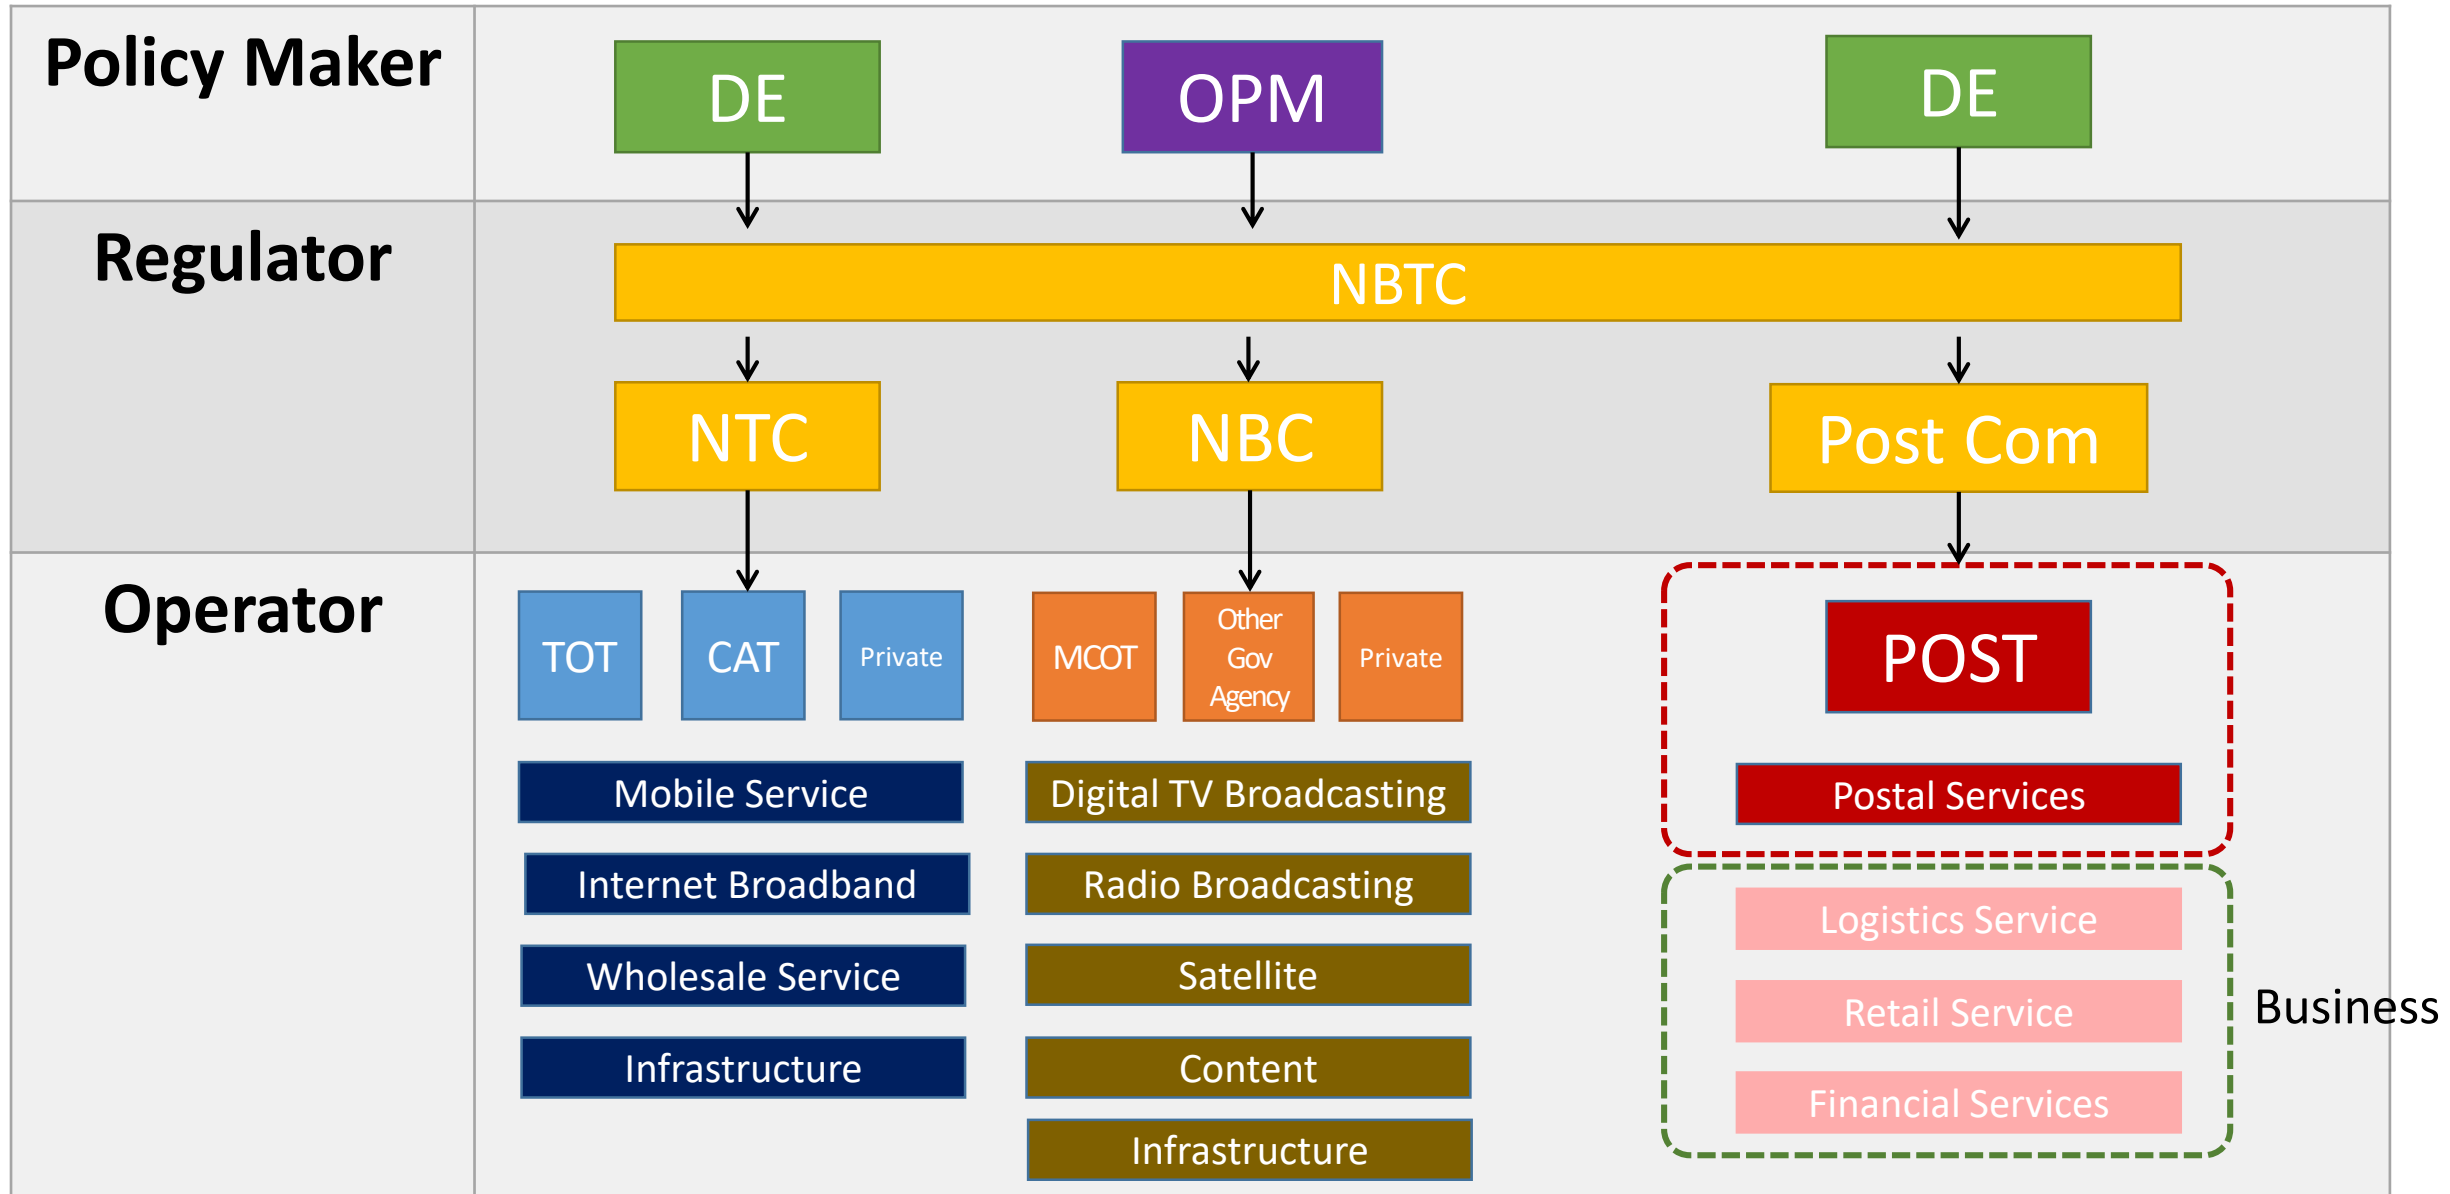 Policy Maker
DE
OPM
DE
Regulator
NBTC
NTC
NBC
Post Com
Operator
TOT
CAT
Private
MCOT
Other
Gov
Agency
Private
POST
Mobile Service
Digital TV Broadcasting
Postal Services
Internet Broadband
Radio Broadcasting
Logistics Service
Wholesale Service
Satellite
Retail Service
Business
Infrastructure
Content
Financial Services
Infrastructure